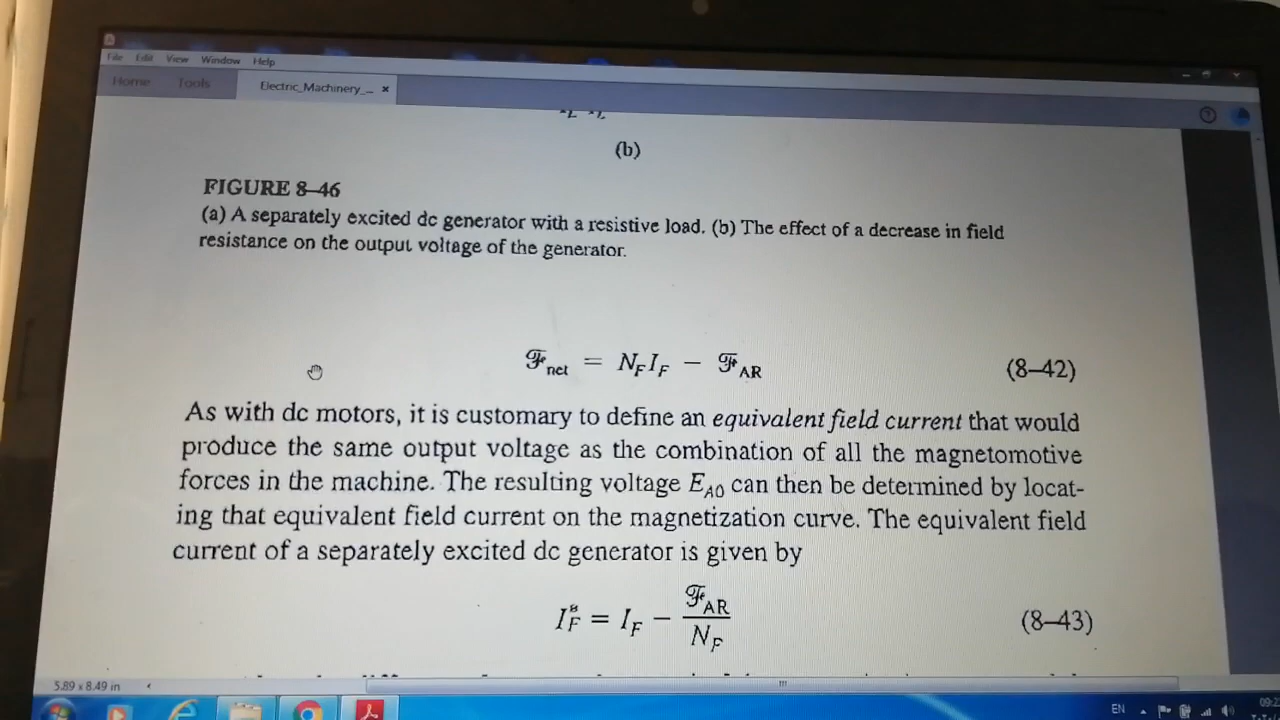 File Edit View Window Help
Home Tools Electric_Machinery_... ×
(b)
FIGURE 8–46
(a) A separately excited dc generator with a resistive load. (b) The effect of a decrease in field
resistance on the output voltage of the generator.
ℱnet = NF IF − ℱAR (8–42)
As with dc motors, it is customary to define an equivalent field current that would
produce the same output voltage as the combination of all the magnetomotive
forces in the machine. The resulting voltage EA0 can then be determined by locat-
ing that equivalent field current on the magnetization curve. The equivalent field
current of a separately excited dc generator is given by
I*F = IF − ℱAR / NF (8–43)
5.89 x 8.49 in
EN